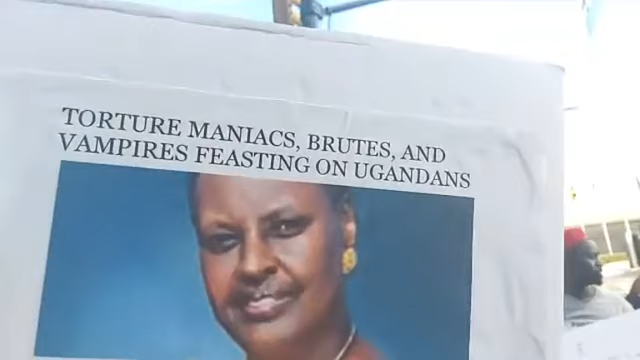 TORTURE MANIACS, BRUTES, AND
VAMPIRES FEASTING ON UGANDANS